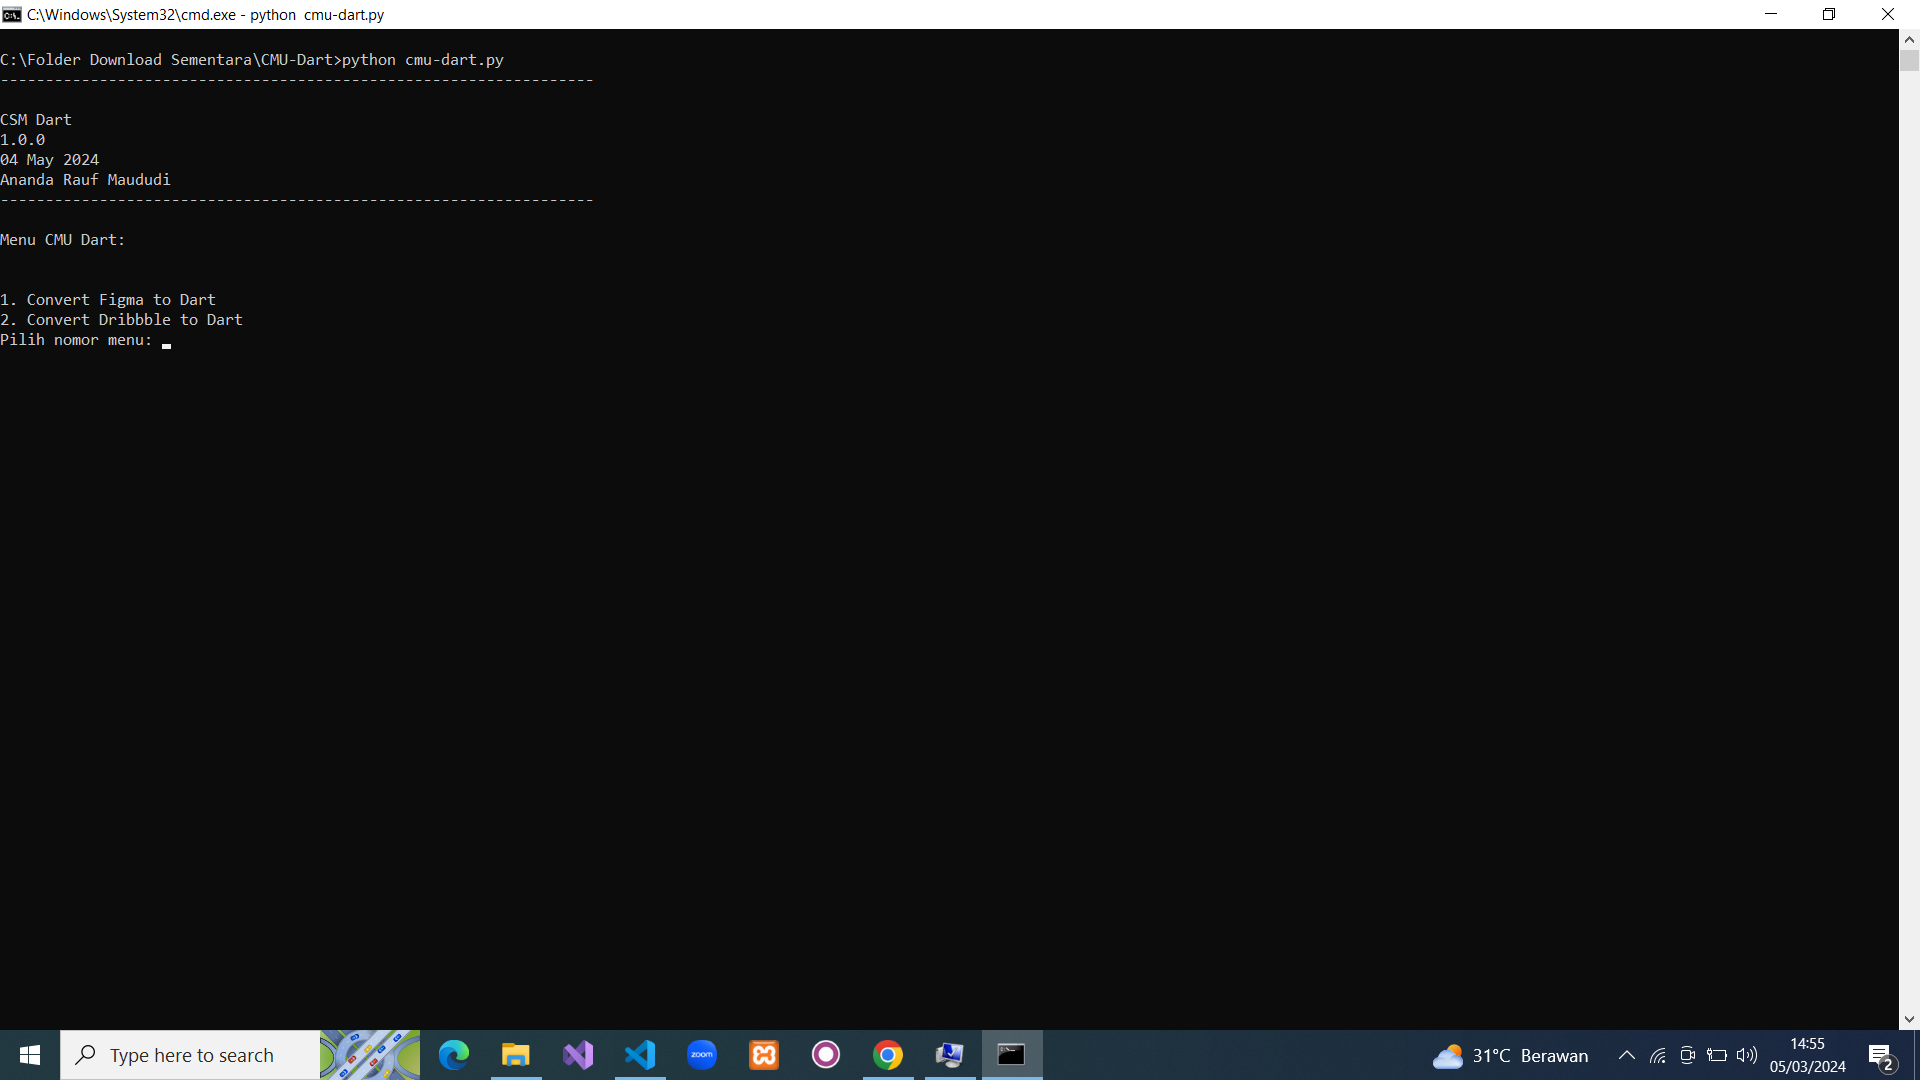 C:\Windows\System32\cmd.exe - python  cmu-dart.py
C:\Folder Download Sementara\CMU-Dart>python cmu-dart.py
------------------------------------------------------------------
CSM Dart
1.0.0
04 May 2024
Ananda Rauf Maududi
------------------------------------------------------------------
Menu CMU Dart:
1. Convert Figma to Dart
2. Convert Dribbble to Dart
Pilih nomor menu:
Type here to search
zoom
31°C Berawan
14:55
05/03/2024
2